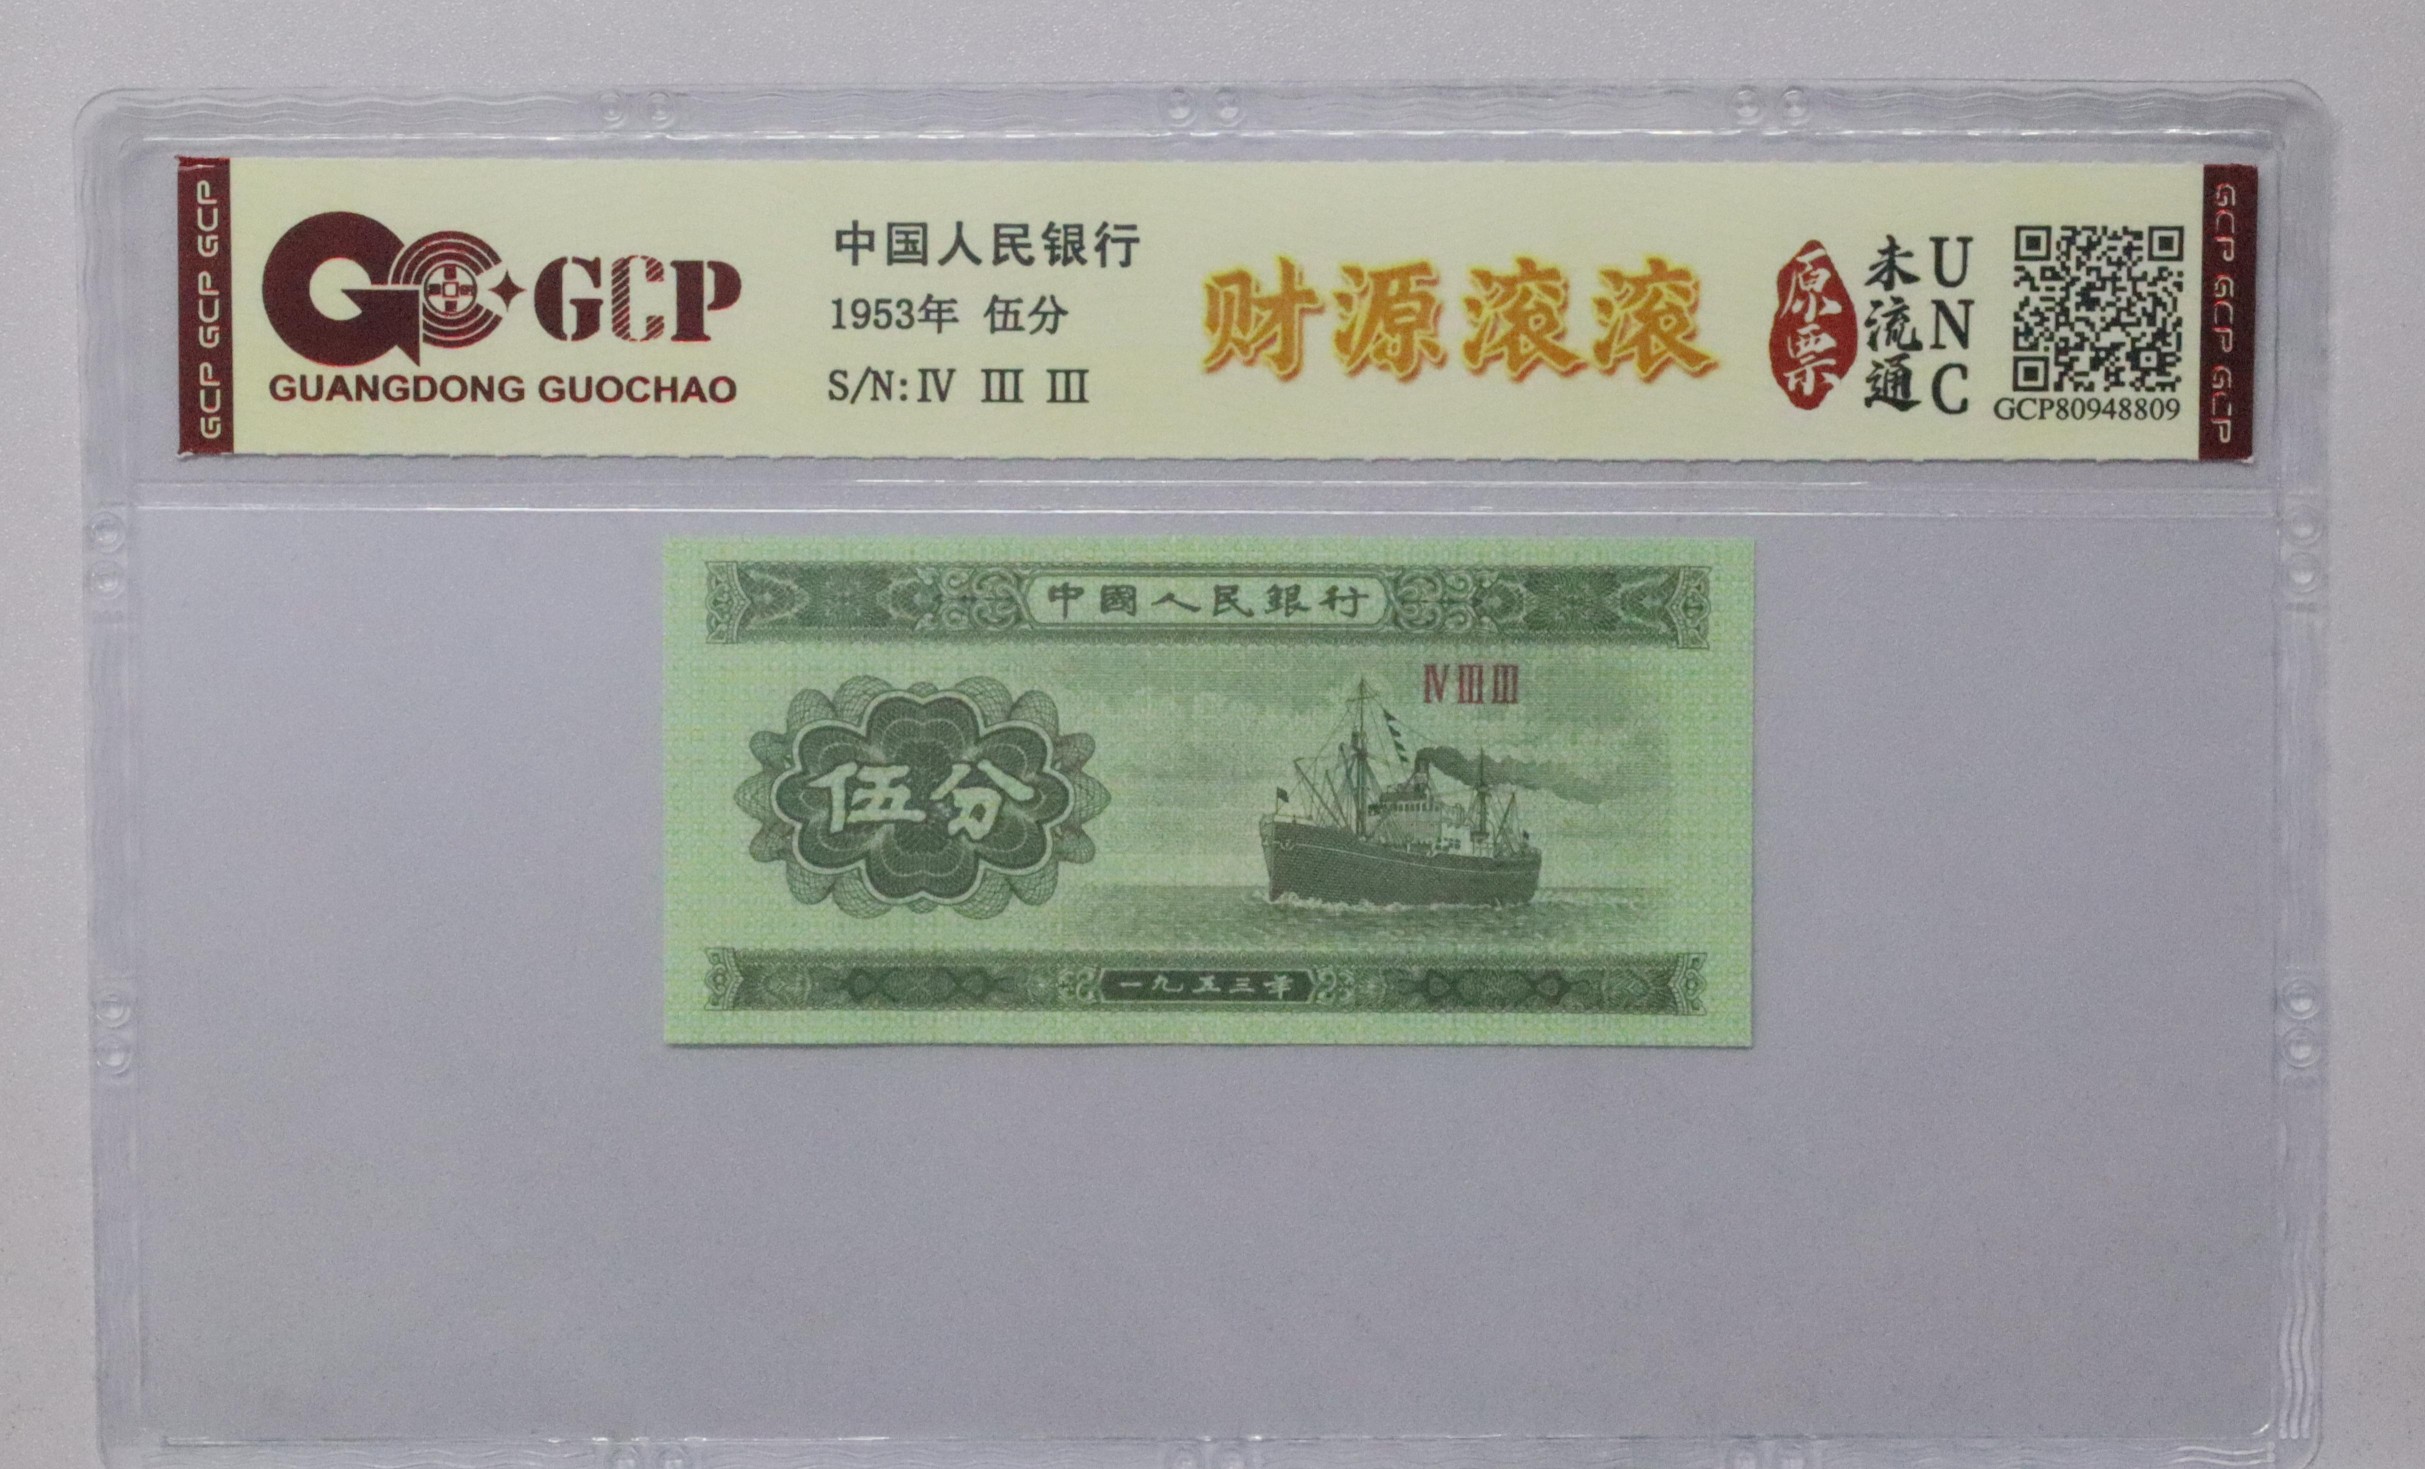 GCP GCP GCP
GCP
GUANGDONG GUOCHAO
中国人民银行
1953年 伍分
S/N: Ⅳ Ⅲ Ⅲ
财源滚滚
原票
未流通
UNC
GCP80948809
GCP GCP GCP
中國人民銀行
Ⅳ Ⅲ Ⅲ
伍分
一九五三年